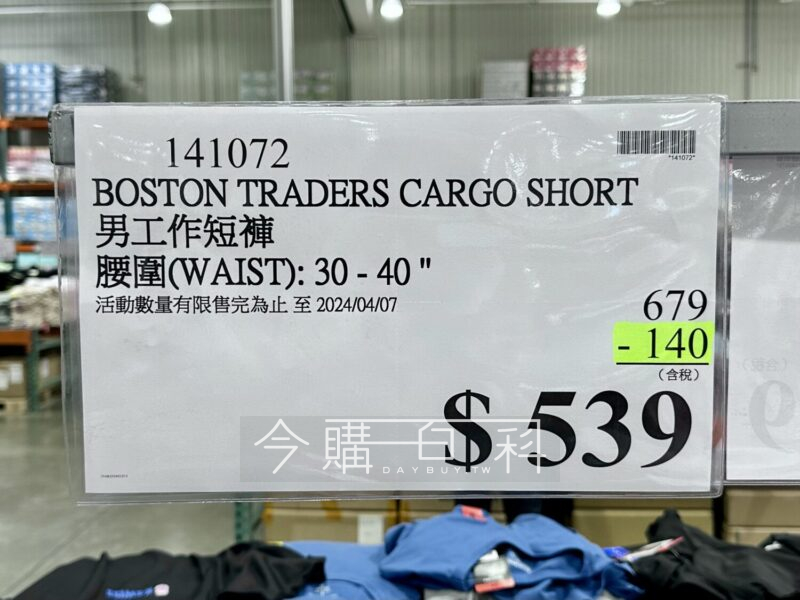 141072
*141072*
BOSTON TRADERS CARGO SHORT
男工作短褲
腰圍(WAIST): 30 - 40 "
活動數量有限售完為止 至 2024/04/07
679
- 140
(含稅)
$ 539
今購百科
DAYBUY.TW